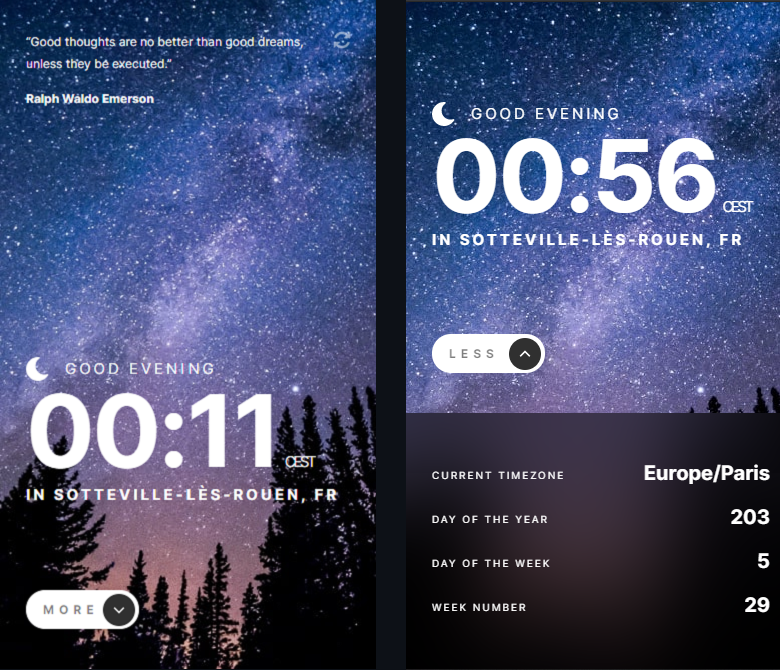 “Good thoughts are no better than good dreams,
unless they be executed.”
Ralph Waldo Emerson
GOOD EVENING
00:11 CEST
IN SOTTEVILLE-LÈS-ROUEN, FR
MORE
GOOD EVENING
00:56 CEST
IN SOTTEVILLE-LÈS-ROUEN, FR
LESS
CURRENT TIMEZONE Europe/Paris
DAY OF THE YEAR 203
DAY OF THE WEEK 5
WEEK NUMBER 29